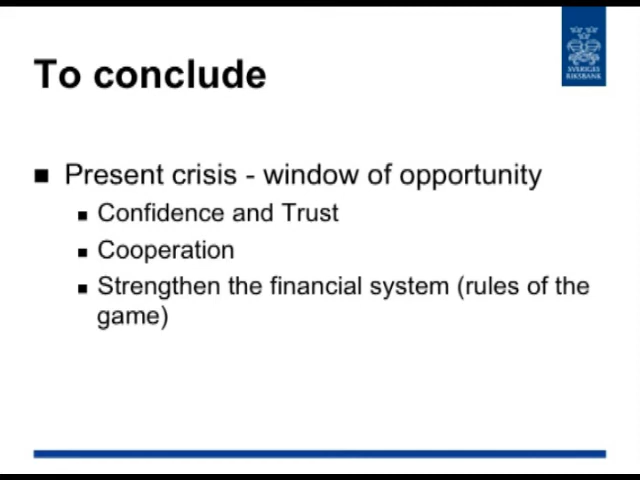 To conclude
SVERIGES
RIKSBANK
Present crisis - window of opportunity
Confidence and Trust
Cooperation
Strengthen the financial system (rules of the
game)